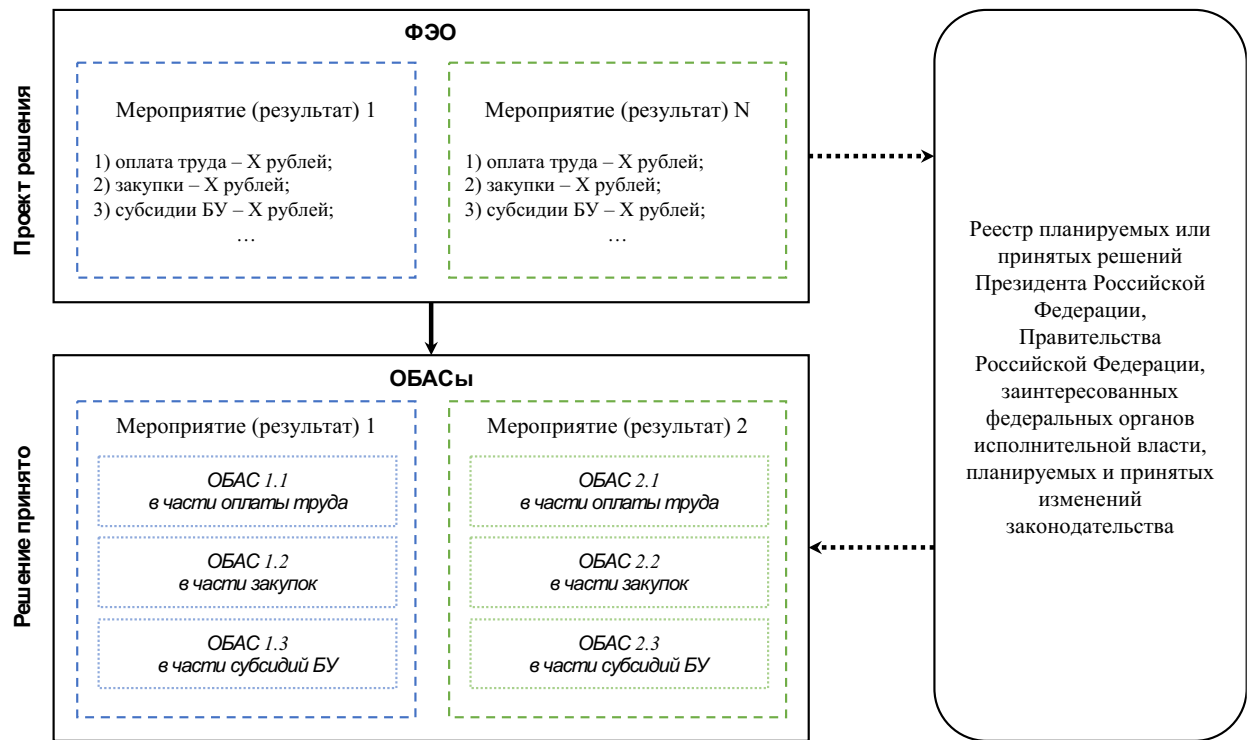 Проект решения
ФЭО
Мероприятие (результат) 1
1) оплата труда – X рублей;
2) закупки – X рублей;
3) субсидии БУ – X рублей;
…
Мероприятие (результат) N
1) оплата труда – X рублей;
2) закупки – X рублей;
3) субсидии БУ – X рублей;
…
Решение принято
ОБАСы
Мероприятие (результат) 1
ОБАС 1.1
в части оплаты труда
ОБАС 1.2
в части закупок
ОБАС 1.3
в части субсидий БУ
Мероприятие (результат) 2
ОБАС 2.1
в части оплаты труда
ОБАС 2.2
в части закупок
ОБАС 2.3
в части субсидий БУ
Реестр планируемых или
принятых решений
Президента Российской
Федерации,
Правительства
Российской Федерации,
заинтересованных
федеральных органов
исполнительной власти,
планируемых и принятых
изменений
законодательства